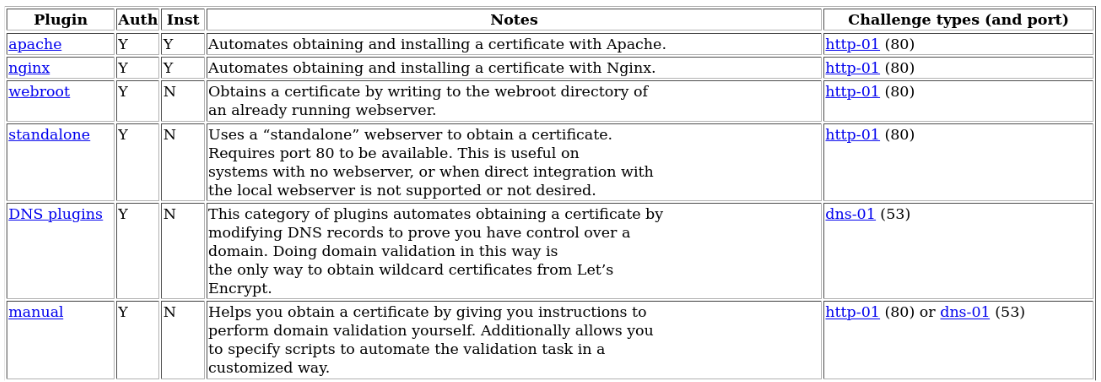 Plugin Auth Inst Notes Challenge types (and port)
apache Y Y Automates obtaining and installing a certificate with Apache. http-01 (80)
nginx Y Y Automates obtaining and installing a certificate with Nginx. http-01 (80)
webroot Y N Obtains a certificate by writing to the webroot directory of http-01 (80)
an already running webserver.
standalone Y N Uses a “standalone” webserver to obtain a certificate. http-01 (80)
Requires port 80 to be available. This is useful on
systems with no webserver, or when direct integration with
the local webserver is not supported or not desired.
DNS plugins Y N This category of plugins automates obtaining a certificate by dns-01 (53)
modifying DNS records to prove you have control over a
domain. Doing domain validation in this way is
the only way to obtain wildcard certificates from Let’s
Encrypt.
manual Y N Helps you obtain a certificate by giving you instructions to http-01 (80) or dns-01 (53)
perform domain validation yourself. Additionally allows you
to specify scripts to automate the validation task in a
customized way.